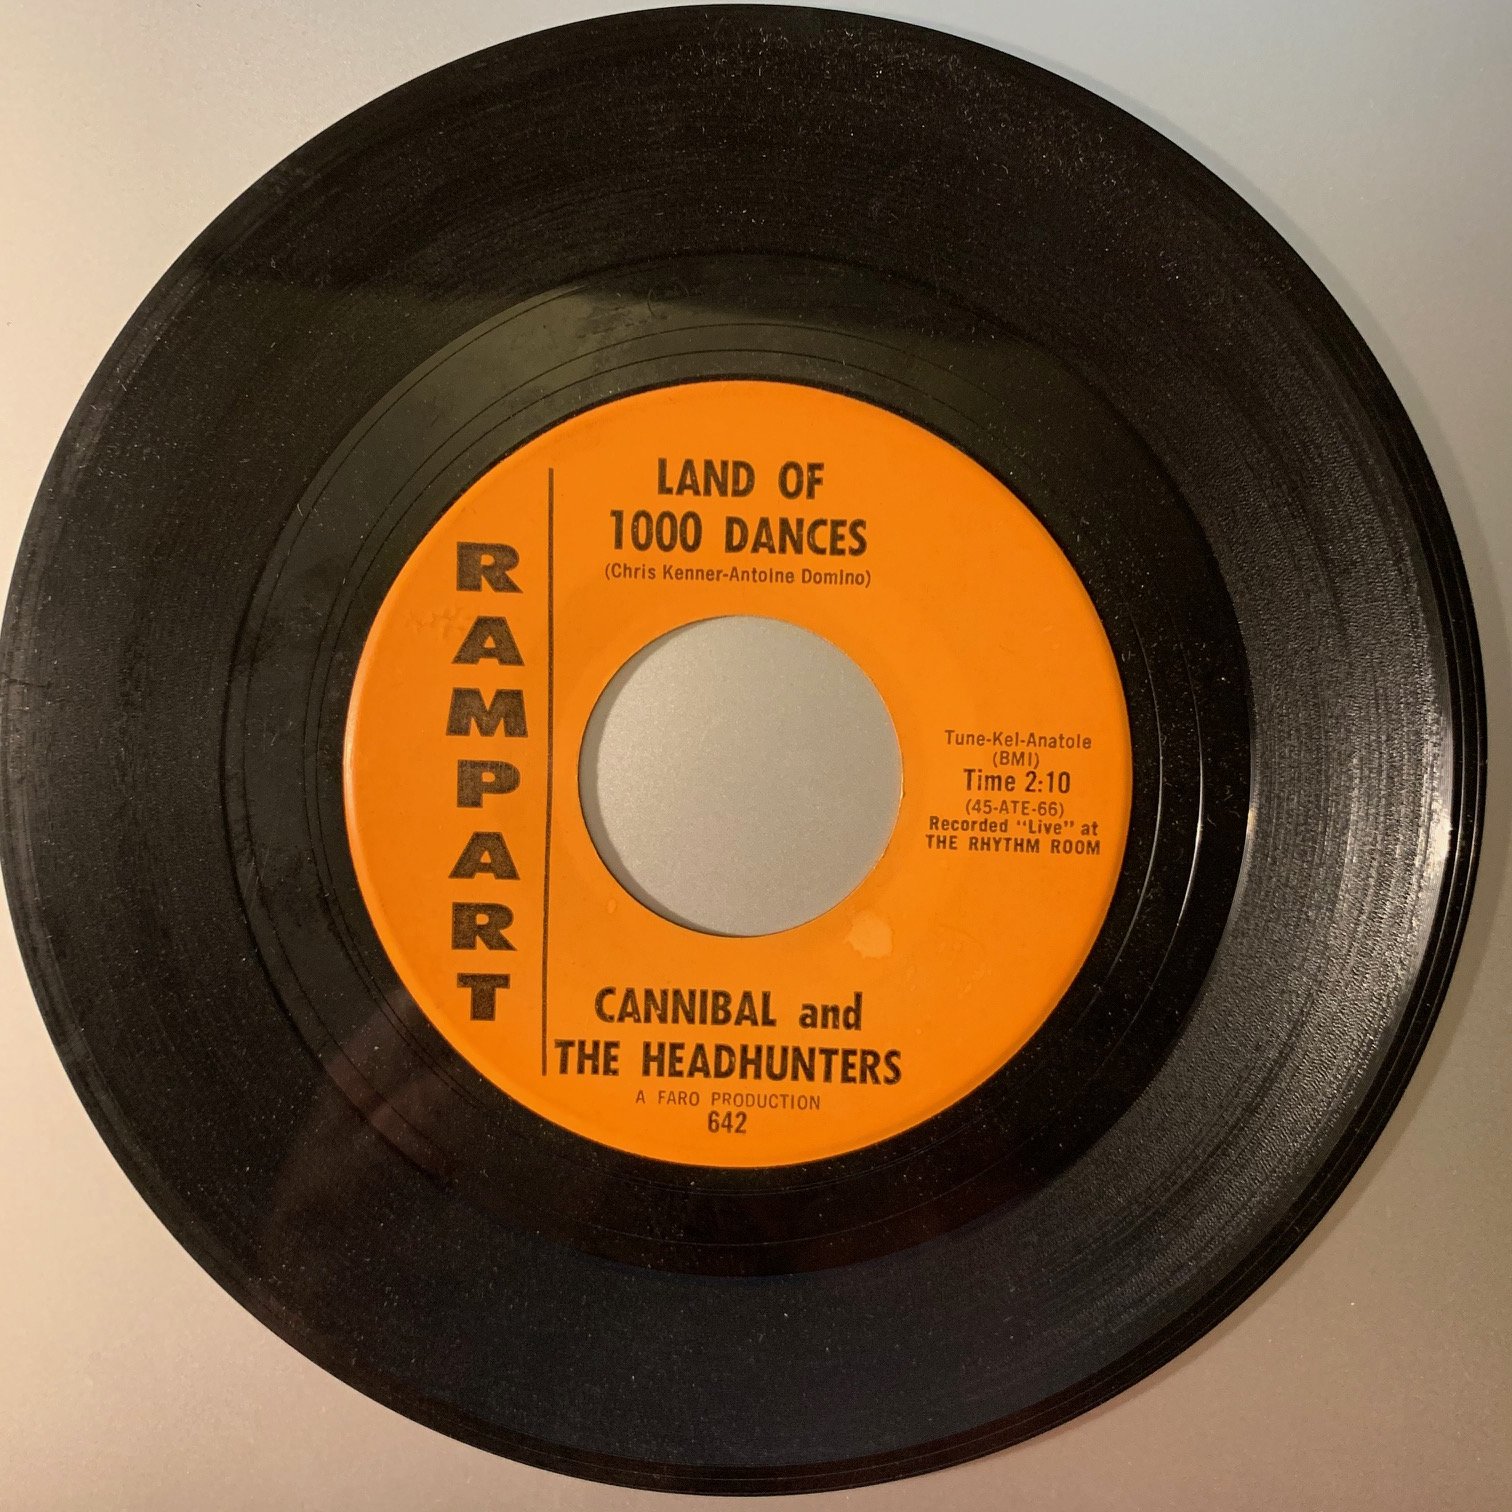 LAND OF
1000 DANCES
(Chris Kenner-Antoine Domino)
RAMPART
Tune-Kel-Anatole
(BMI)
Time 2:10
(45-ATE-66)
Recorded "Live" at
THE RHYTHM ROOM
CANNIBAL and
THE HEADHUNTERS
A FARO PRODUCTION
642